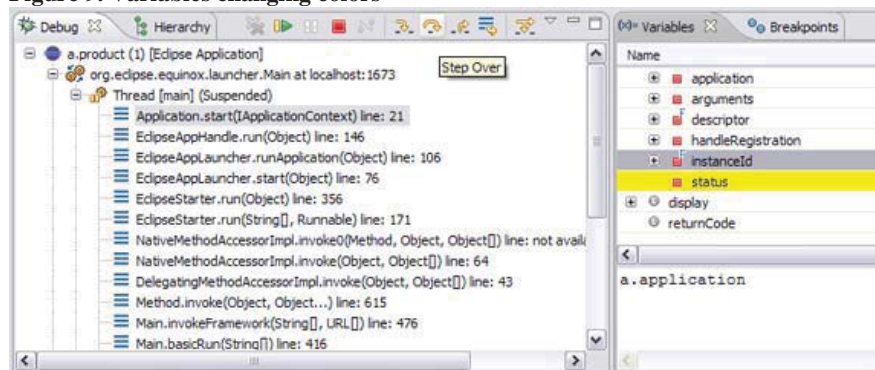 Figure 9. Variables changing colors
Debug Hierarchy
Variables Breakpoints
a.product (1) [Eclipse Application]
org.eclipse.equinox.launcher.Main at localhost:1673
Step Over
Thread [main] (Suspended)
Application.start(IApplicationContext) line: 21
EclipseAppHandle.run(Object) line: 146
EclipseAppLauncher.runApplication(Object) line: 106
EclipseAppLauncher.start(Object) line: 76
EclipseStarter.run(Object) line: 356
EclipseStarter.run(String[], Runnable) line: 171
NativeMethodAccessorImpl.invoke0(Method, Object, Object[]) line: not availa
NativeMethodAccessorImpl.invoke(Object, Object[]) line: 64
DelegatingMethodAccessorImpl.invoke(Object, Object[]) line: 43
Method.invoke(Object, Object...) line: 615
Main.invokeFramework(String[], URL[]) line: 476
Main.basicRun(String[]) line: 416
Name
application
arguments
descriptor
handleRegistration
instanceId
status
display
returnCode
a.application